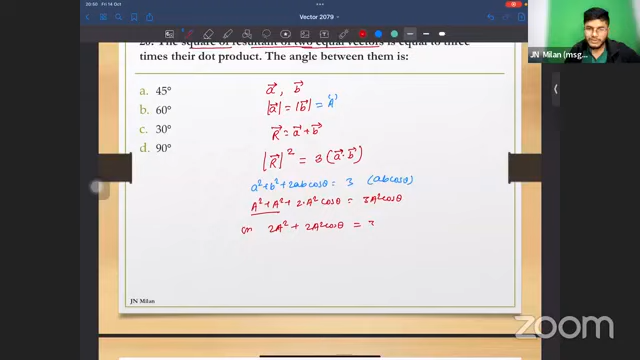 20:50 Fri 14 Oct
Vector 2079
20. The square of resultant of two equal vectors is equal to three
times their dot product. The angle between them is:
a. 45°
b. 60°
c. 30°
d. 90°
a⃗ , b⃗
|a⃗| = |b⃗| = 'A'
R⃗ = a⃗ + b⃗
|R⃗|² = 3 (a⃗·b⃗)
a² + b² + 2ab cosθ = 3 (ab cosθ)
A² + A² + 2·A² cosθ = 3A² cosθ
or 2A² + 2A² cosθ =
JN Milan
JN Milan (msg...
zoom